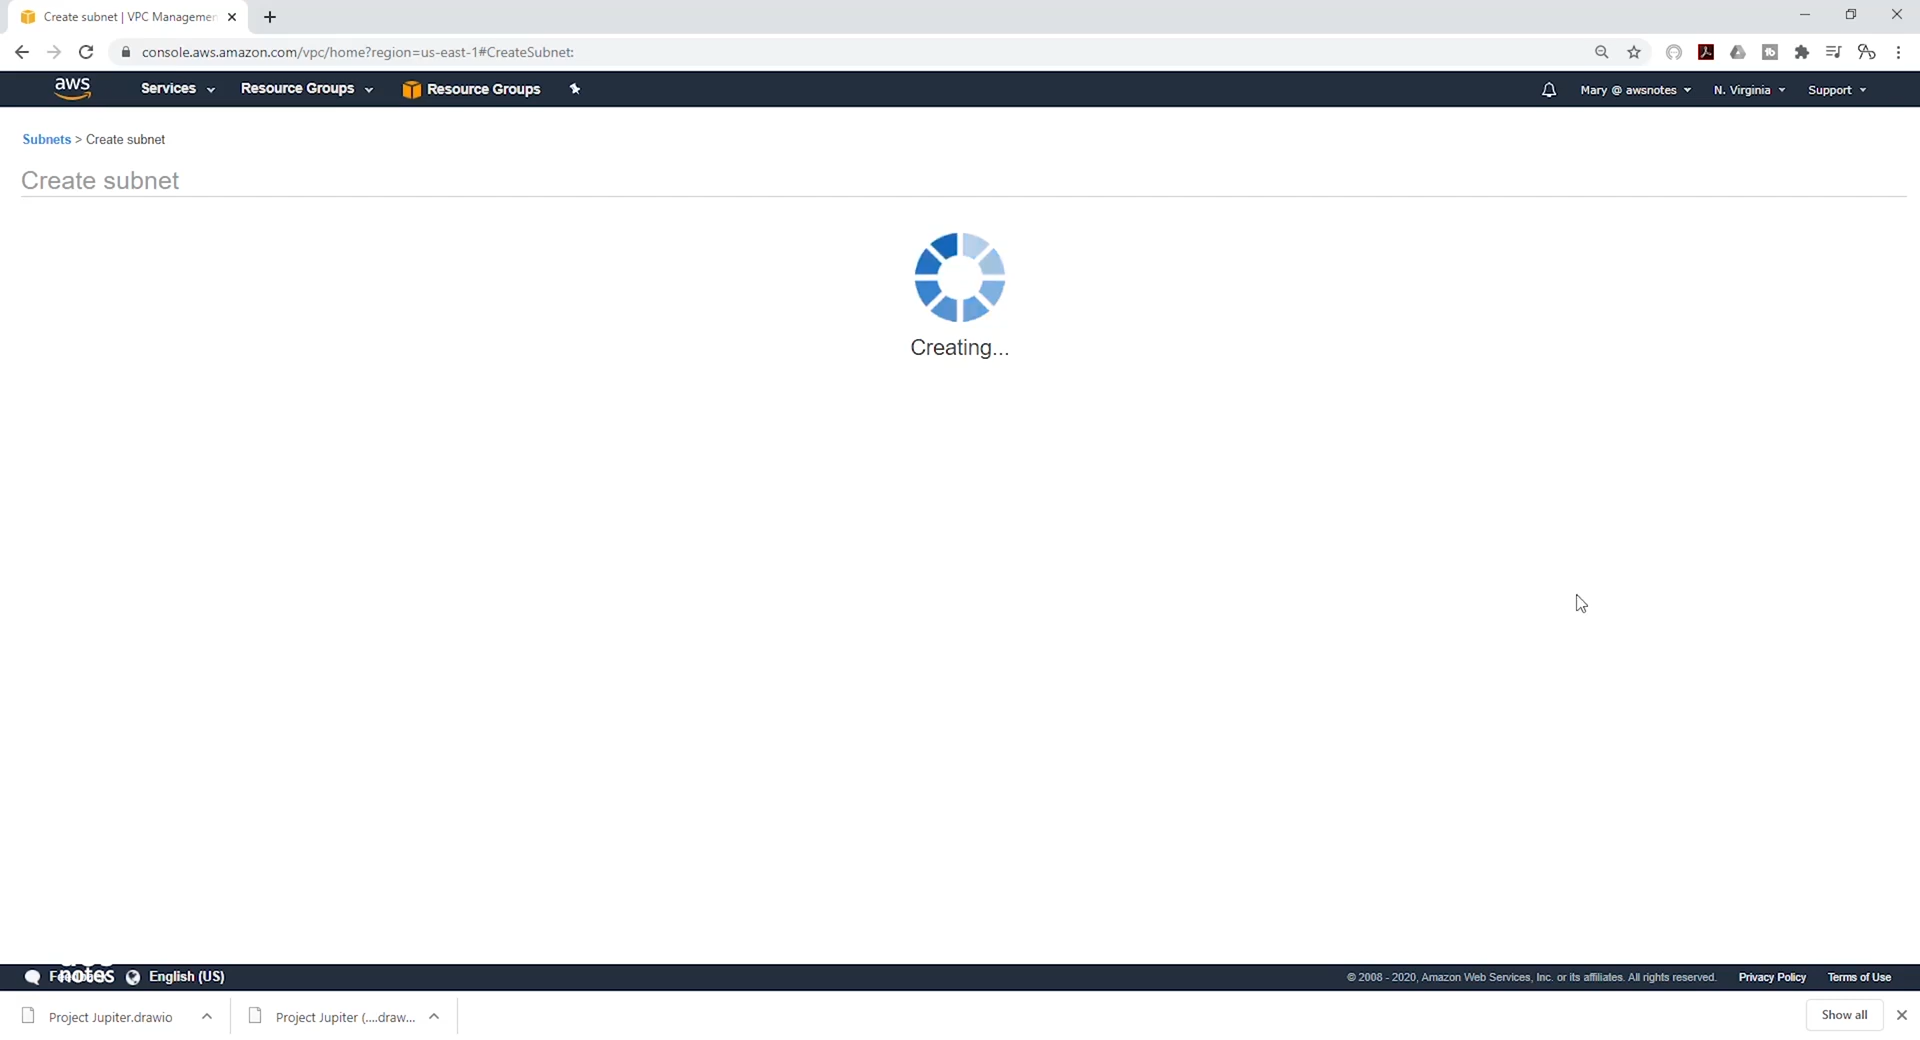 Create subnet | VPC Managemen
console.aws.amazon.com/vpc/home?region=us-east-1#CreateSubnet:
aws Services Resource Groups Resource Groups Mary @ awsnotes N. Virginia Support
Subnets > Create subnet
Create subnet
Creating...
notes English (US) © 2008 - 2020, Amazon Web Services, Inc. or its affiliates. All rights reserved. Privacy Policy Terms of Use
Project Jupiter.drawio Project Jupiter (....draw... Show all